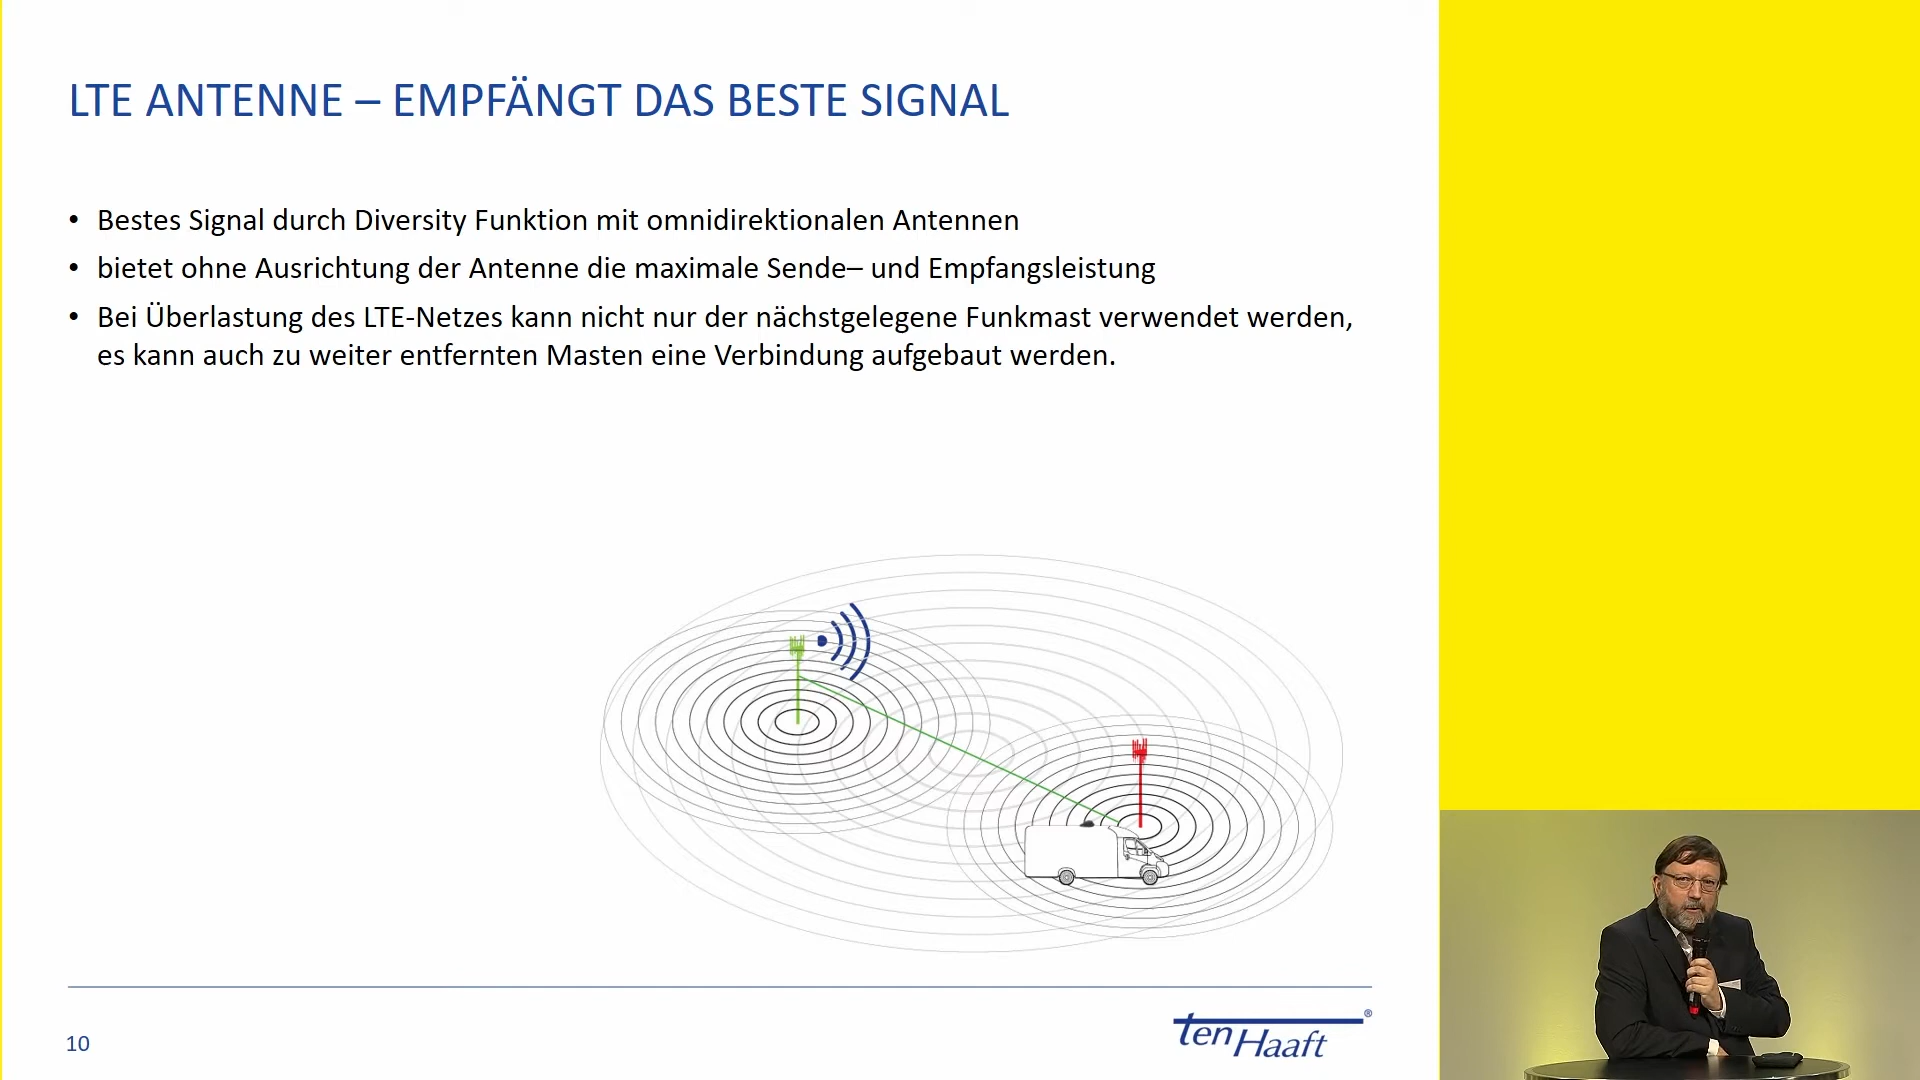 LTE ANTENNE – EMPFÄNGT DAS BESTE SIGNAL
• Bestes Signal durch Diversity Funktion mit omnidirektionalen Antennen
• bietet ohne Ausrichtung der Antenne die maximale Sende– und Empfangsleistung
• Bei Überlastung des LTE-Netzes kann nicht nur der nächstgelegene Funkmast verwendet werden,
es kann auch zu weiter entfernten Masten eine Verbindung aufgebaut werden.
10
ten Haaft®